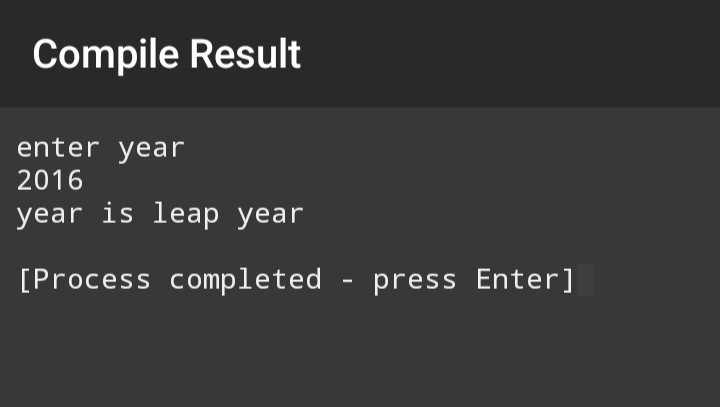 Compile Result
enter year
2016
year is leap year
[Process completed - press Enter]